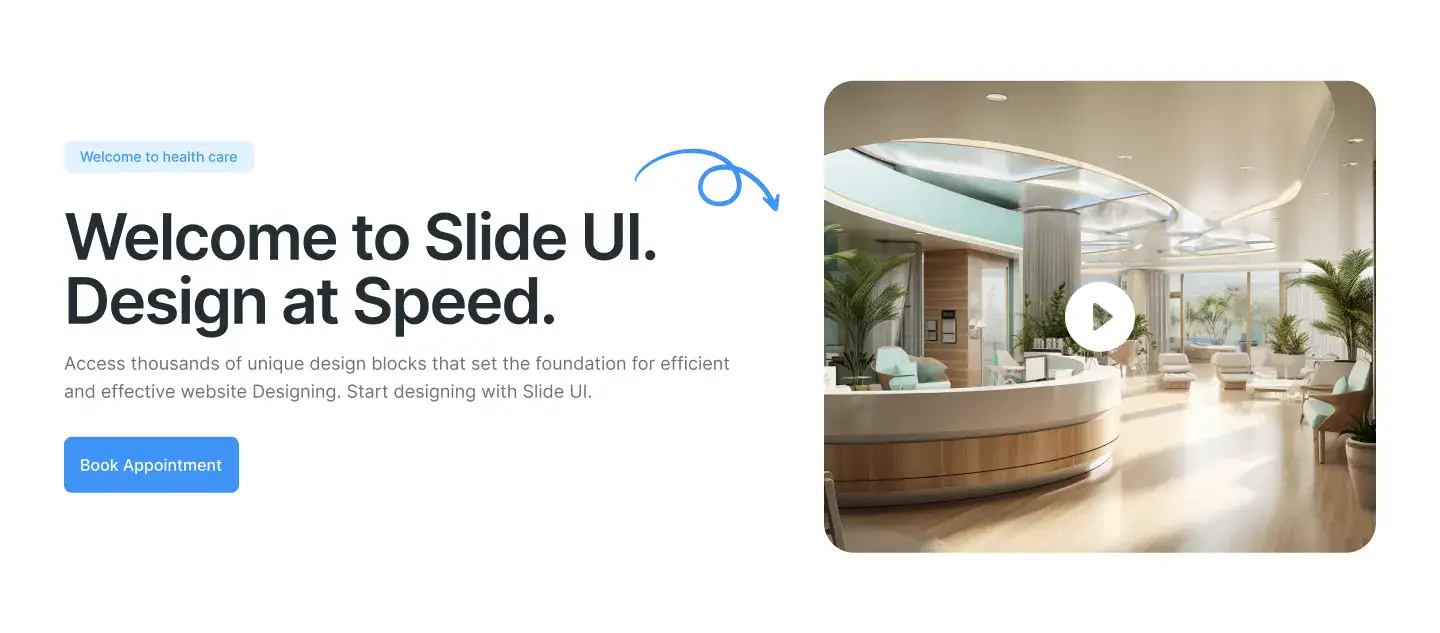 Welcome to health care
Welcome to Slide UI.
Design at Speed.
Access thousands of unique design blocks that set the foundation for efficient
and effective website Designing. Start designing with Slide UI.
Book Appointment